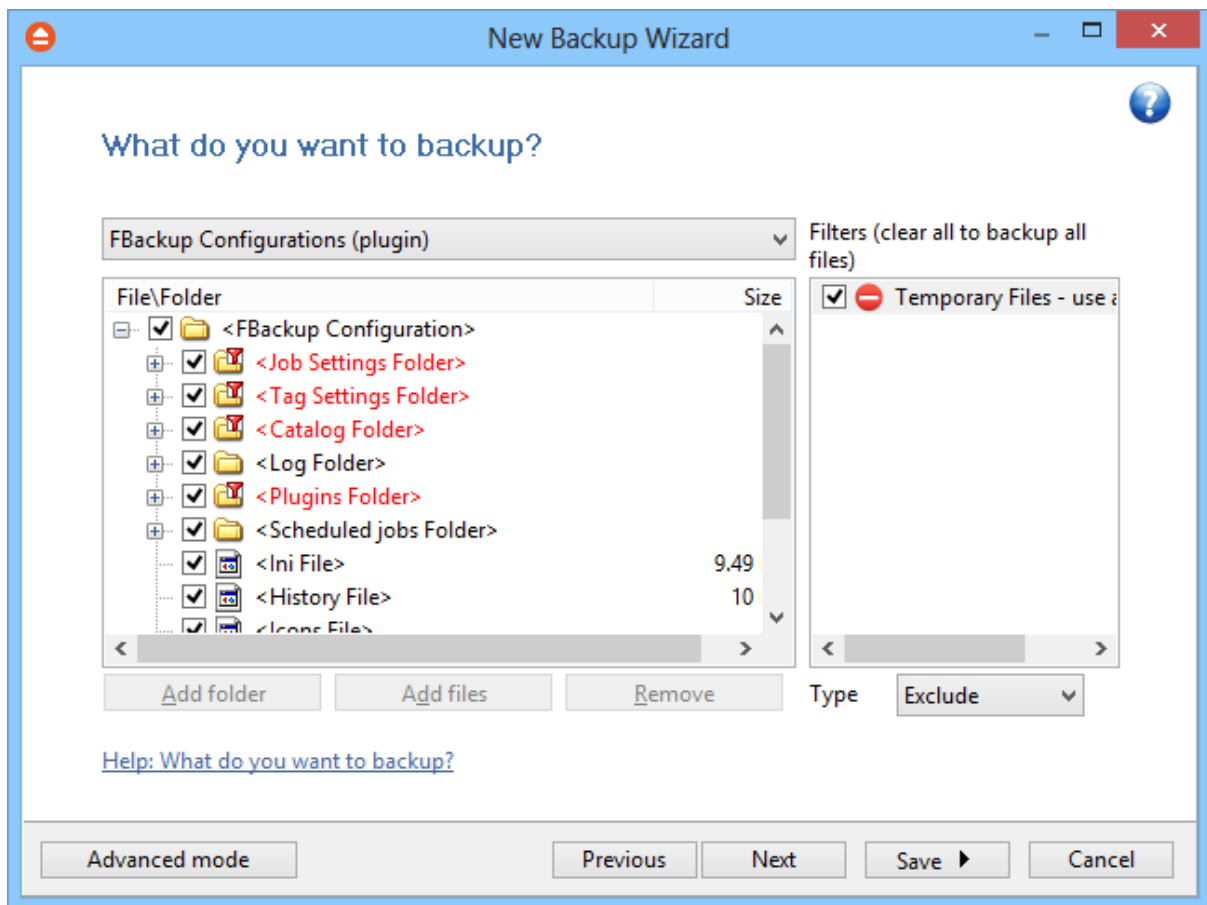 New Backup Wizard
What do you want to backup?
FBackup Configurations (plugin)
Filters (clear all to backup all
files)
File\Folder Size
<FBackup Configuration>
<Job Settings Folder>
<Tag Settings Folder>
<Catalog Folder>
<Log Folder>
<Plugins Folder>
<Scheduled jobs Folder>
<Ini File> 9.49
<History File> 10
<Icons File>
Temporary Files - use
Add folder Add files Remove
Type Exclude
Help: What do you want to backup?
Advanced mode Previous Next Save Cancel